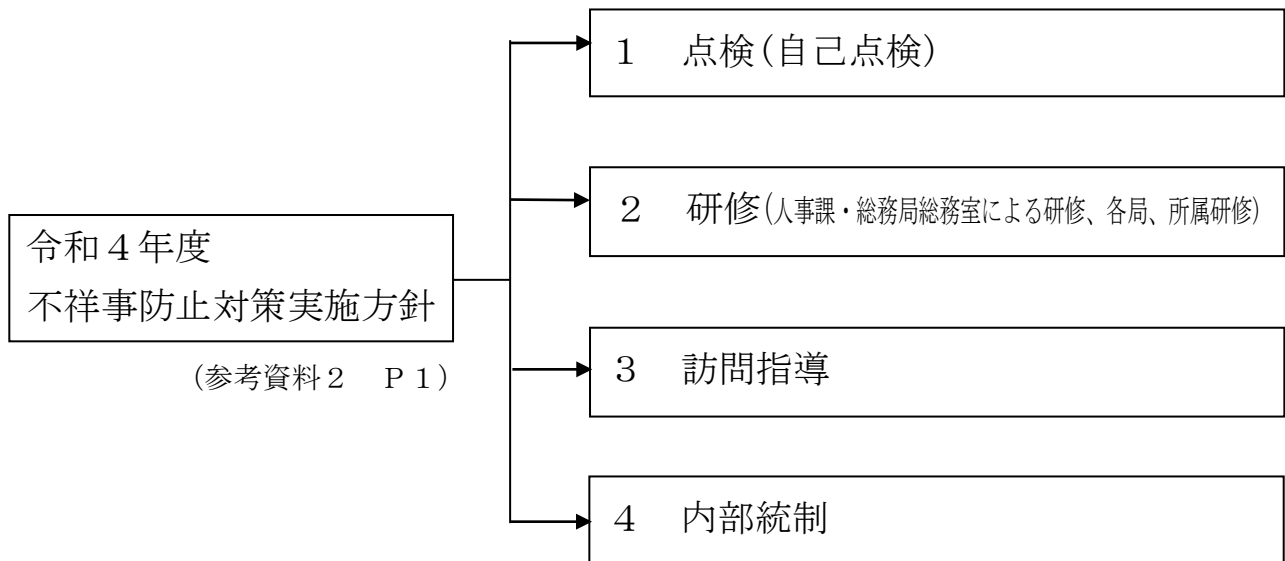 令和４年度
不祥事防止対策実施方針
(参考資料２　Ｐ１)
１　点検(自己点検)
２　研修(人事課・総務局総務室による研修、各局、所属研修)
３　訪問指導
４　内部統制